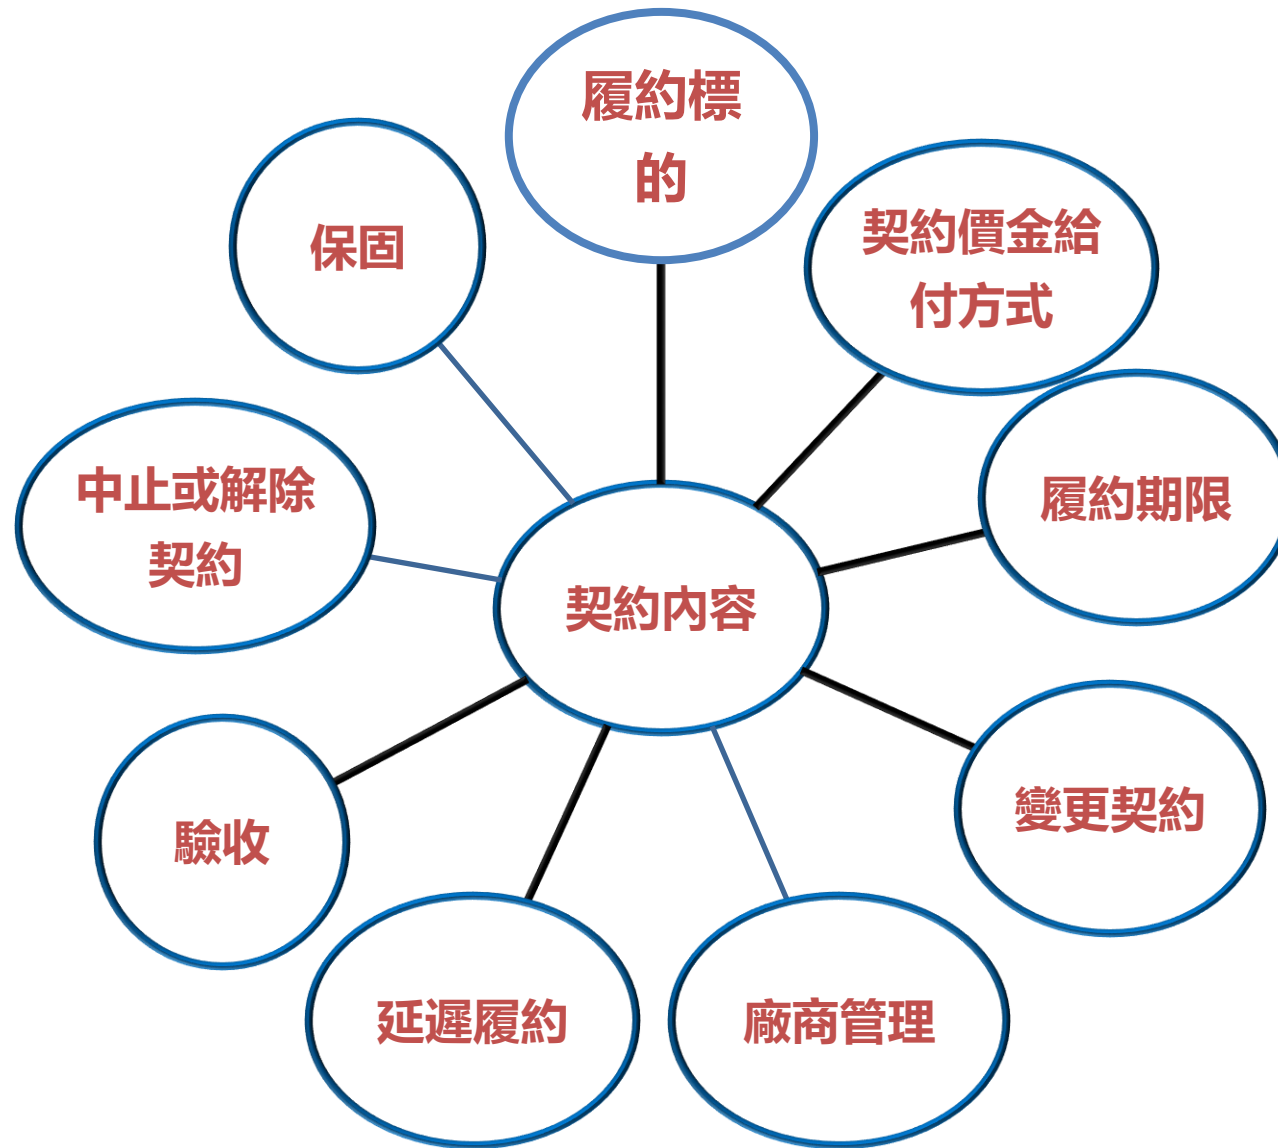 履約標
的
契約價金給
付方式
履約期限
變更契約
廠商管理
延遲履約
驗收
中止或解除
契約
保固
契約內容